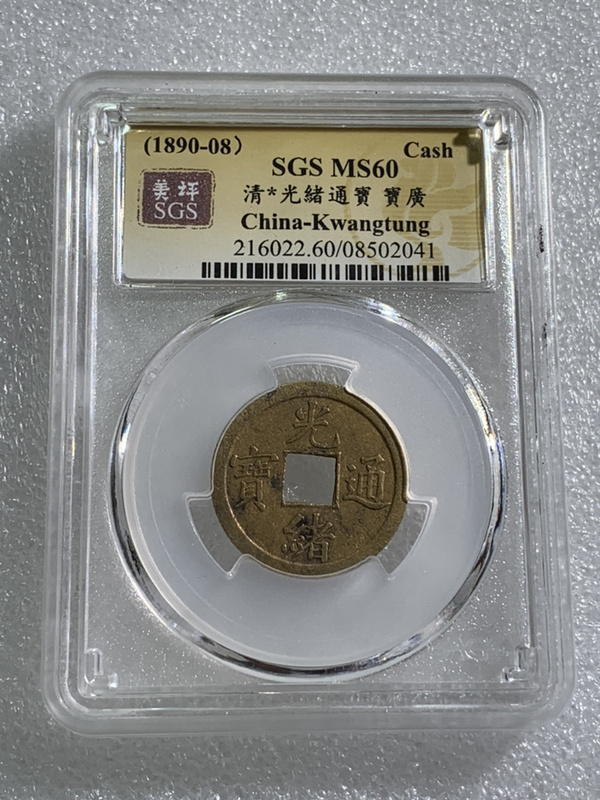 (1890-08) Cash
SGS MS60
美评
SGS
清*光緒通寶 寶廣
China-Kwangtung
216022.60/08502041
光
寶 通
緒